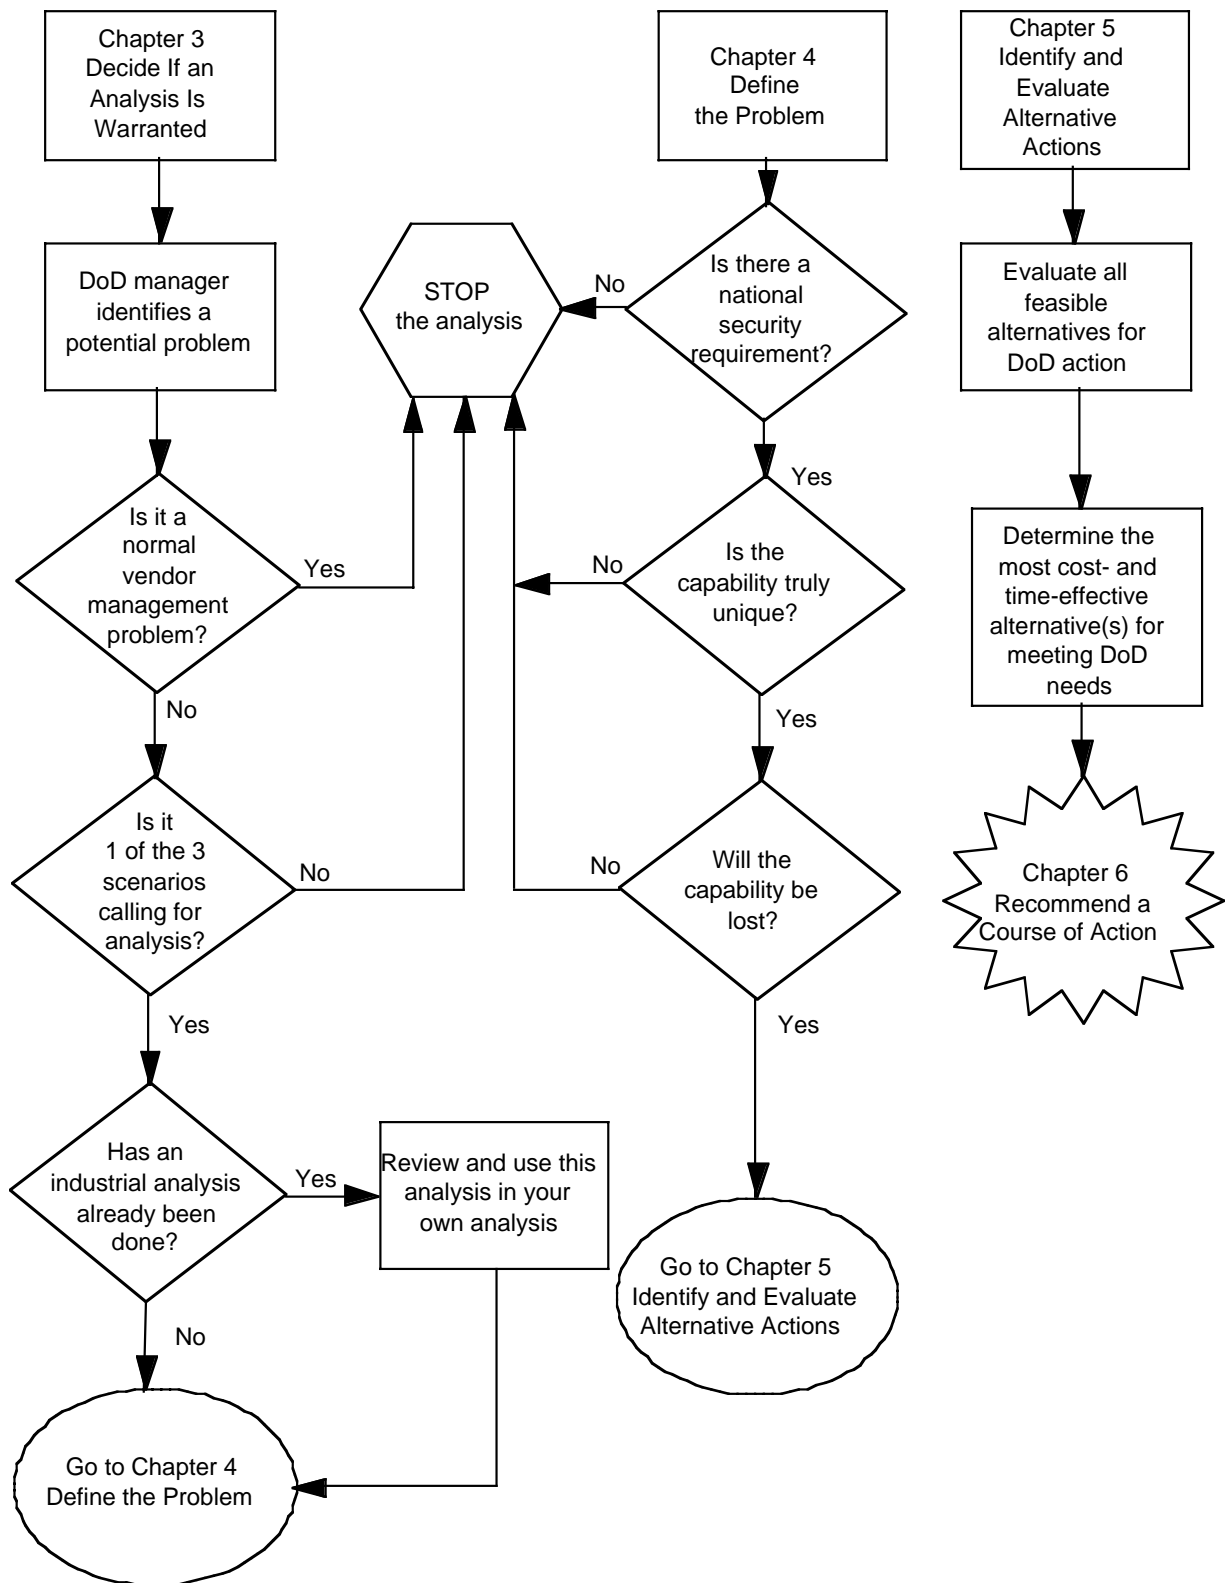 Chapter 3
Decide If an
Analysis Is
Warranted
DoD manager
identifies a
potential problem
Is it a
normal
vendor
management
problem?
Yes
No
Is it
1 of the 3
scenarios
calling for
analysis?
No
Yes
Has an
industrial analysis
already been
done?
Yes
Review and use this
analysis in your
own analysis
No
Go to Chapter 4
Define the Problem
STOP
the analysis
Chapter 4
Define
the Problem
Is there a
national
security
requirement?
No
Yes
Is the
capability truly
unique?
No
Yes
Will the
capability be
lost?
No
Yes
Go to Chapter 5
Identify and Evaluate
Alternative Actions
Chapter 5
Identify and
Evaluate
Alternative
Actions
Evaluate all
feasible
alternatives for
DoD action
Determine the
most cost- and
time-effective
alternative(s) for
meeting DoD
needs
Chapter 6
Recommend a
Course of Action